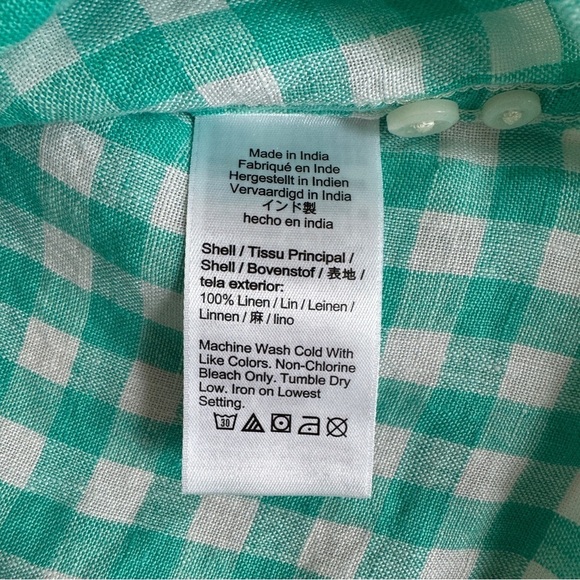 Made in India
Fabriqué en Inde
Hergestellt in Indien
Vervaardigd in India
インド製
hecho en india
Shell / Tissu Principal /
Shell / Bovenstof / 表地 /
tela exterior:
100% Linen / Lin / Leinen /
Linnen / 麻 / lino
Machine Wash Cold With
Like Colors. Non-Chlorine
Bleach Only. Tumble Dry
Low. Iron on Lowest
Setting.
30